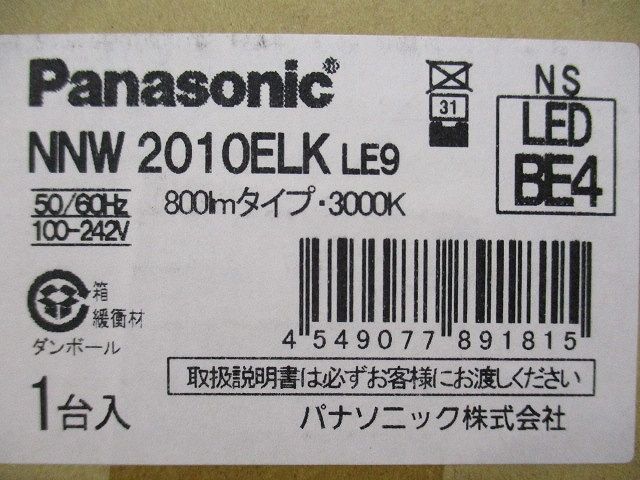 Panasonic®
NNW 2010ELK LE9
50/60Hz
100-242V
800lmタイプ・3000K
31
NS
LED
BE4
箱
緩衝材
ダンボール
4 549077 891815
取扱説明書は必ずお客様にお渡しください
1台入
パナソニック株式会社